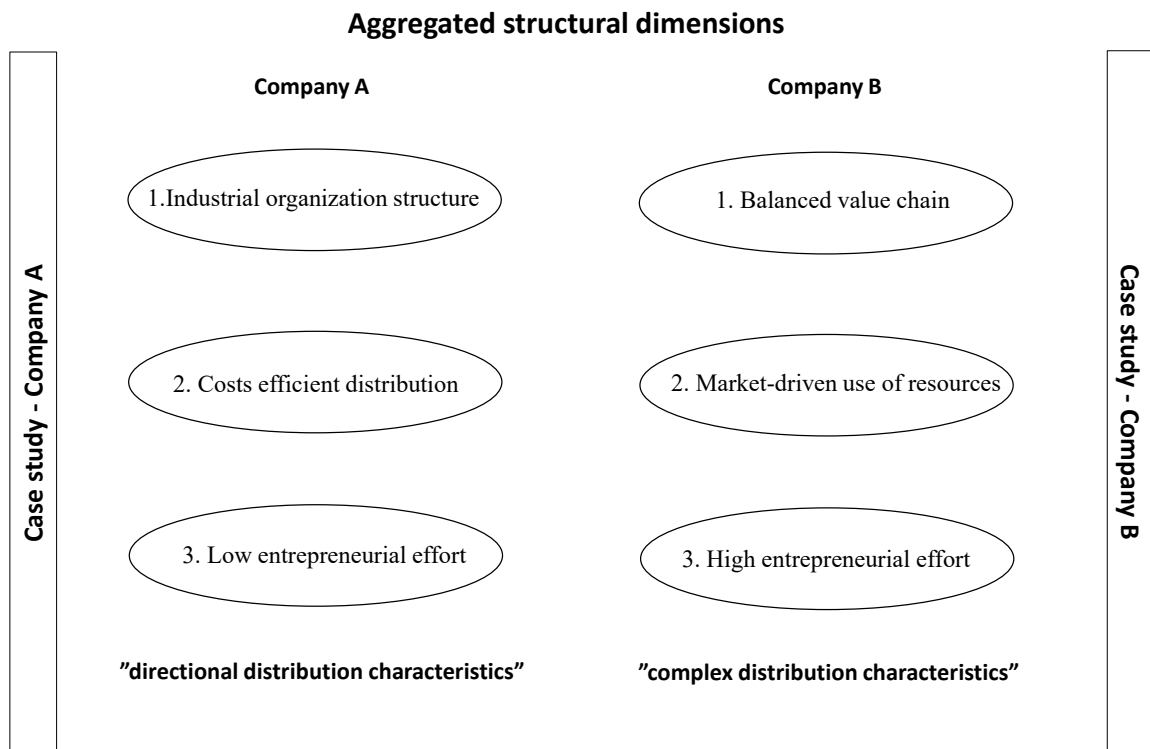 Aggregated structural dimensions
Company A
Company B
1.Industrial organization structure
1. Balanced value chain
2. Costs efficient distribution
2. Market-driven use of resources
3. Low entrepreneurial effort
3. High entrepreneurial effort
”directional distribution characteristics”
”complex distribution characteristics”
Case study - Company A
Case study - Company B